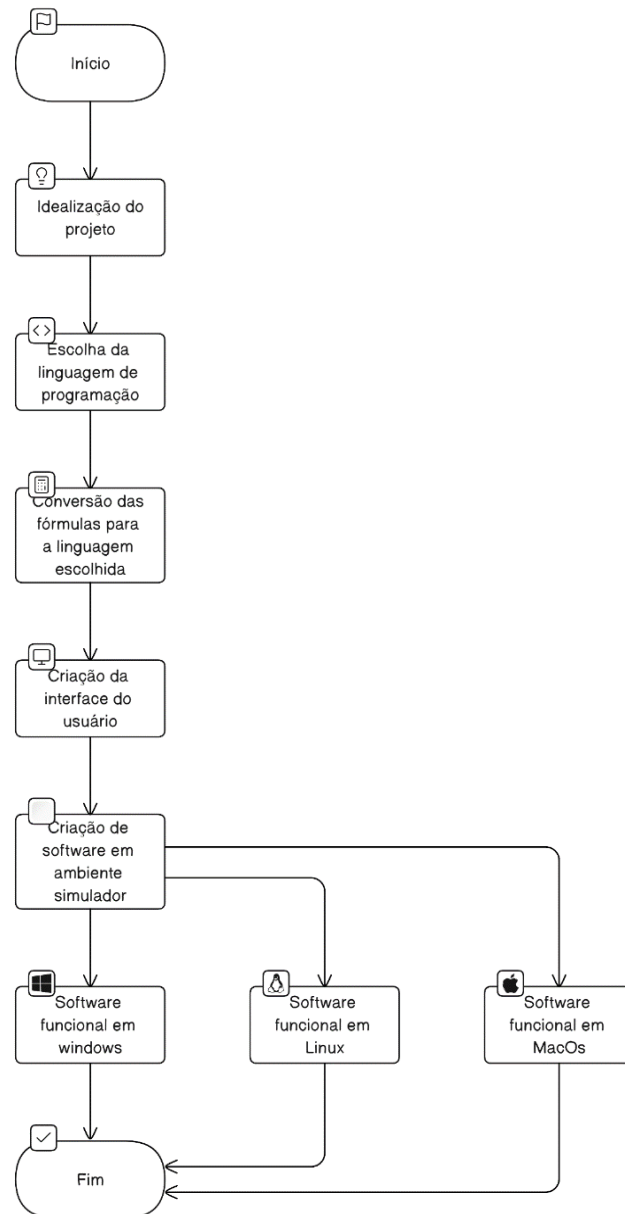 Início
Idealização do
projeto
Escolha da
linguagem de
programação
Conversão das
fórmulas para
a linguagem
escolhida
Criação da
interface do
usuário
Criação de
software em
ambiente
simulador
Software
funcional em
windows
Software
funcional em
Linux
Software
funcional em
MacOs
Fim